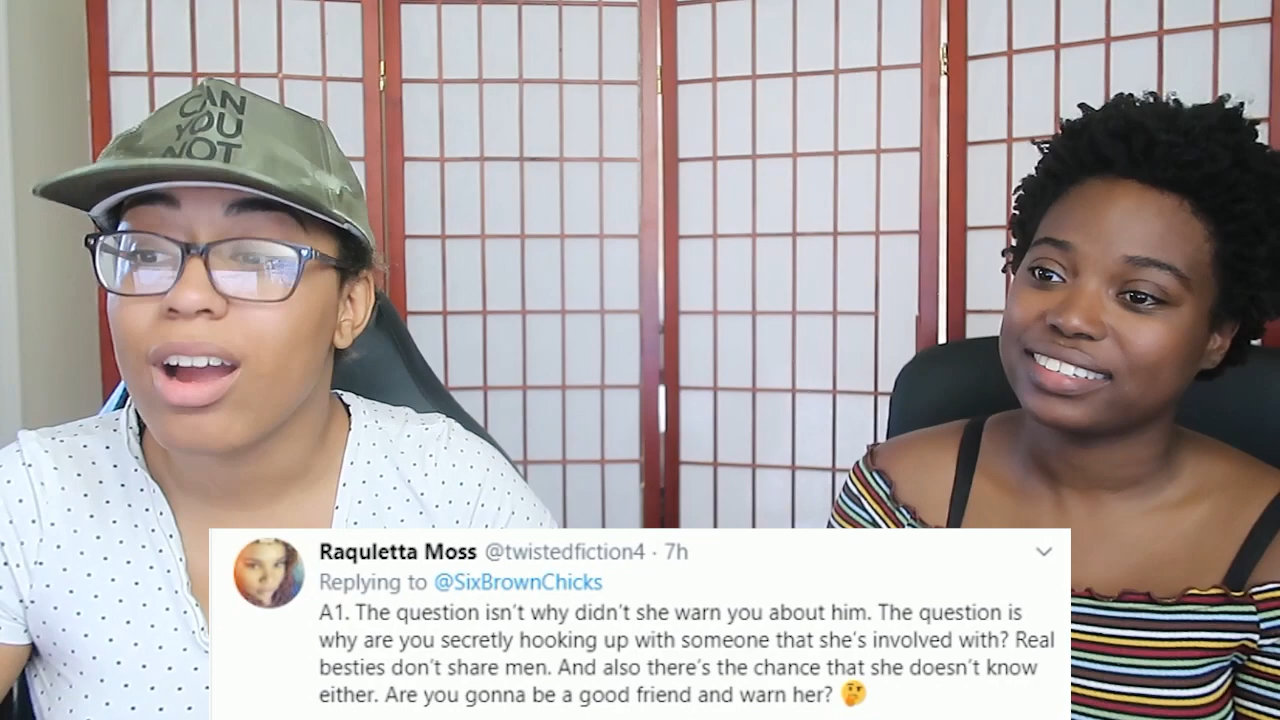 CAN
YOU
NOT
Raquletta Moss @twistedfiction4 · 7h
Replying to @SixBrownChicks
A1. The question isn't why didn't she warn you about him. The question is
why are you secretly hooking up with someone that she's involved with? Real
besties don't share men. And also there's the chance that she doesn't know
either. Are you gonna be a good friend and warn her? 🤔